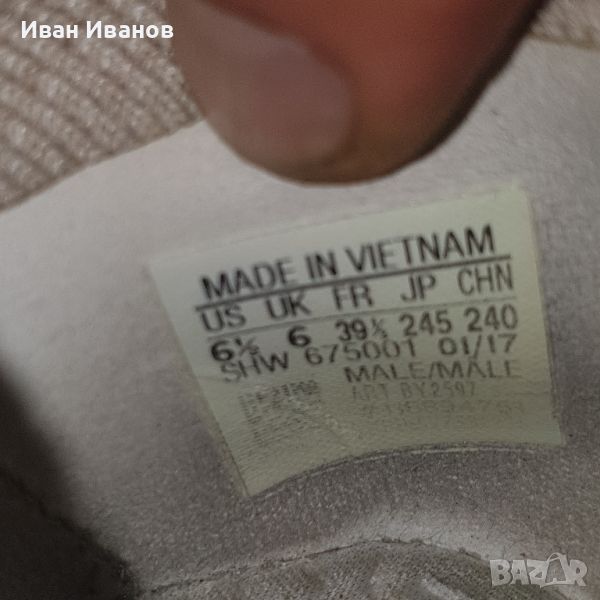 Иван Иванов
MADE IN VIETNAM
US UK FR JP CHN
6½ 6 39⅓ 245 240
SHW 675001 01/17
MALE/MALE
ART BY2597
BAZAR